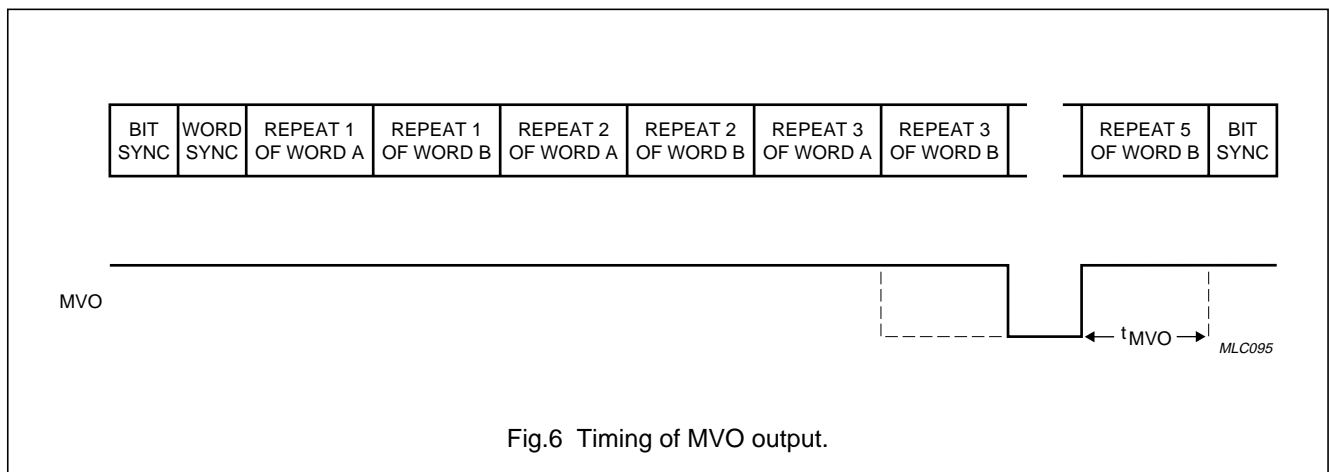 BIT SYNC
WORD SYNC
REPEAT 1 OF WORD A
REPEAT 1 OF WORD B
REPEAT 2 OF WORD A
REPEAT 2 OF WORD B
REPEAT 3 OF WORD A
REPEAT 3 OF WORD B
REPEAT 5 OF WORD B
BIT SYNC
MVO
tMVO
MLC095
Fig.6 Timing of MVO output.